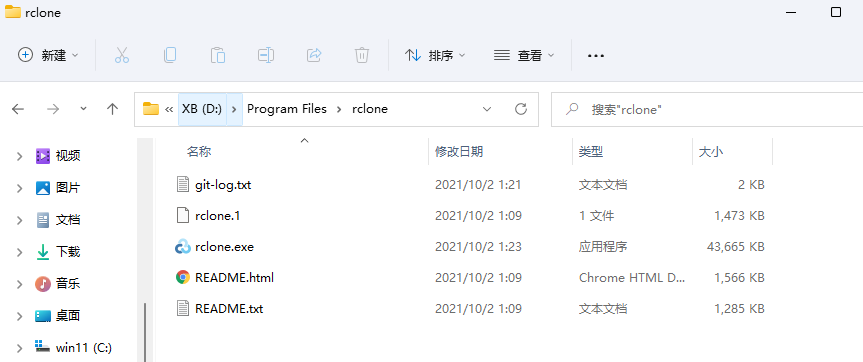 rclone
新建 排序 查看
« XB (D:) Program Files rclone 搜索"rclone"
名称 修改日期 类型 大小
视频
图片
文档
下载
音乐
桌面
win11 (C:)
git-log.txt 2021/10/2 1:21 文本文档 2 KB
rclone.1 2021/10/2 1:09 1 文件 1,473 KB
rclone.exe 2021/10/2 1:23 应用程序 43,665 KB
README.html 2021/10/2 1:09 Chrome HTML D... 1,566 KB
README.txt 2021/10/2 1:09 文本文档 1,285 KB